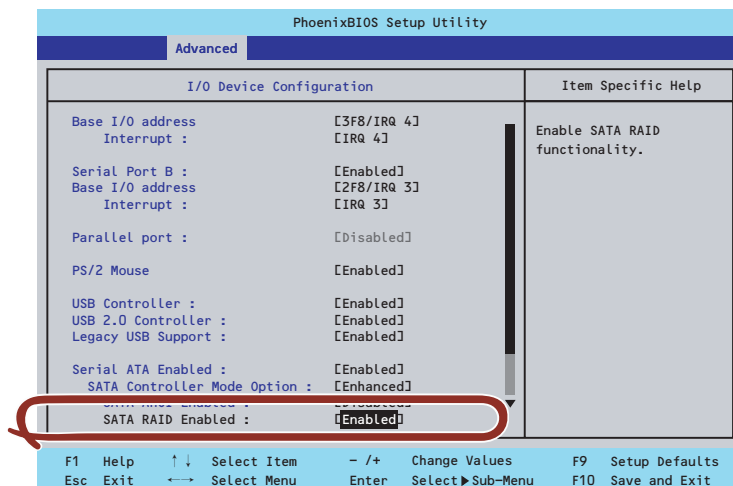 PhoenixBIOS Setup Utility
Advanced
I/O Device Configuration
Item Specific Help
Base I/O address [3F8/IRQ 4]
Interrupt : [IRQ 4]
Serial Port B : [Enabled]
Base I/O address [2F8/IRQ 3]
Interrupt : [IRQ 3]
Parallel port : [Disabled]
PS/2 Mouse [Enabled]
USB Controller : [Enabled]
USB 2.0 Controller : [Enabled]
Legacy USB Support : [Enabled]
Serial ATA Enabled : [Enabled]
SATA Controller Mode Option : [Enhanced]
SATA AHCI Enabled : [Disabled]
SATA RAID Enabled : [Enabled]
Enable SATA RAID
functionality.
F1 Help ↑↓ Select Item - /+ Change Values F9 Setup Defaults
Esc Exit ←→ Select Menu Enter Select▶Sub-Menu F10 Save and Exit